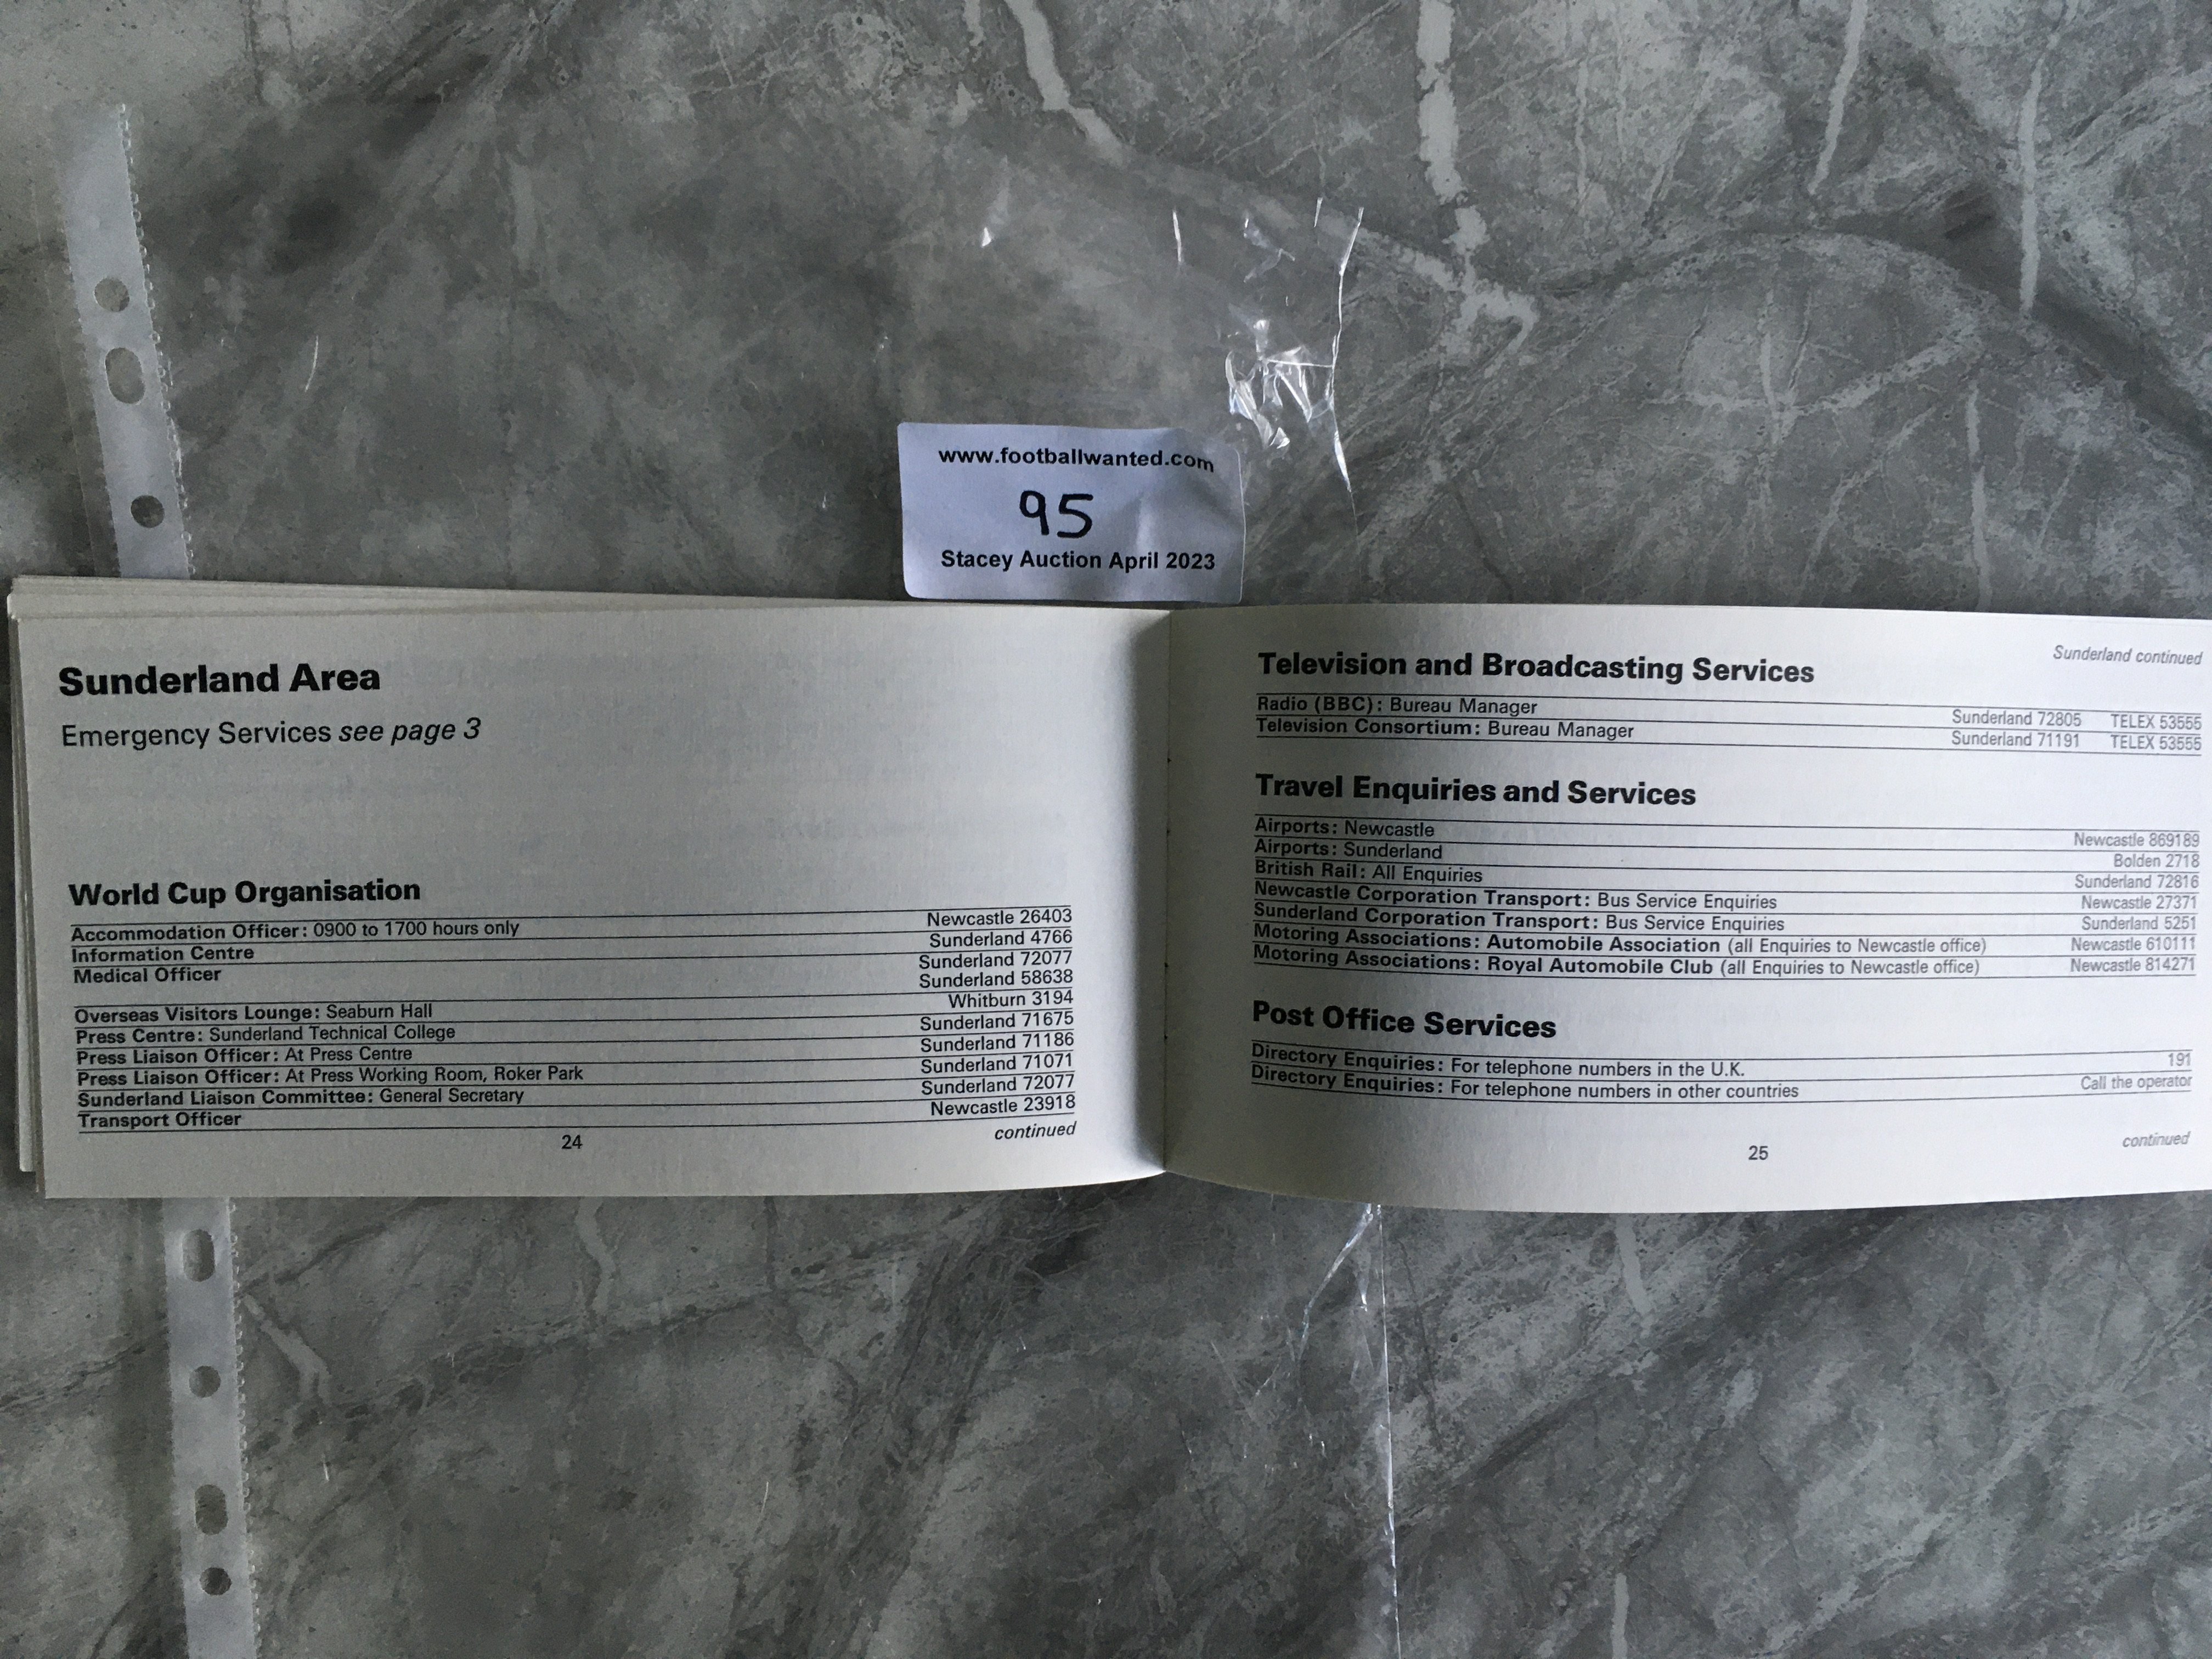 www.footballwanted.com
95
Stacey Auction April 2023
Sunderland Area
Emergency Services see page 3
World Cup Organisation
Accommodation Officer: 0900 to 1700 hours only Newcastle 26403
Information Centre Sunderland 4766
Medical Officer Sunderland 72077
Sunderland 58638
Overseas Visitors Lounge: Seaburn Hall Whitburn 3194
Press Centre: Sunderland Technical College Sunderland 71675
Press Liaison Officer: At Press Centre Sunderland 71186
Press Liaison Officer: At Press Working Room, Roker Park Sunderland 71071
Sunderland Liaison Committee: General Secretary Sunderland 72077
Transport Officer Newcastle 23918
continued
24
Sunderland continued
Television and Broadcasting Services
Radio (BBC): Bureau Manager Sunderland 72805 TELEX 53555
Television Consortium: Bureau Manager Sunderland 71191 TELEX 53555
Travel Enquiries and Services
Airports: Newcastle Newcastle 869189
Airports: Sunderland Bolden 2718
British Rail: All Enquiries Sunderland 72816
Newcastle Corporation Transport: Bus Service Enquiries Newcastle 27371
Sunderland Corporation Transport: Bus Service Enquiries Sunderland 5251
Motoring Associations: Automobile Association (all Enquiries to Newcastle office) Newcastle 610111
Motoring Associations: Royal Automobile Club (all Enquiries to Newcastle office) Newcastle 814271
Post Office Services
Directory Enquiries: For telephone numbers in the U.K. 191
Directory Enquiries: For telephone numbers in other countries Call the operator
continued
25